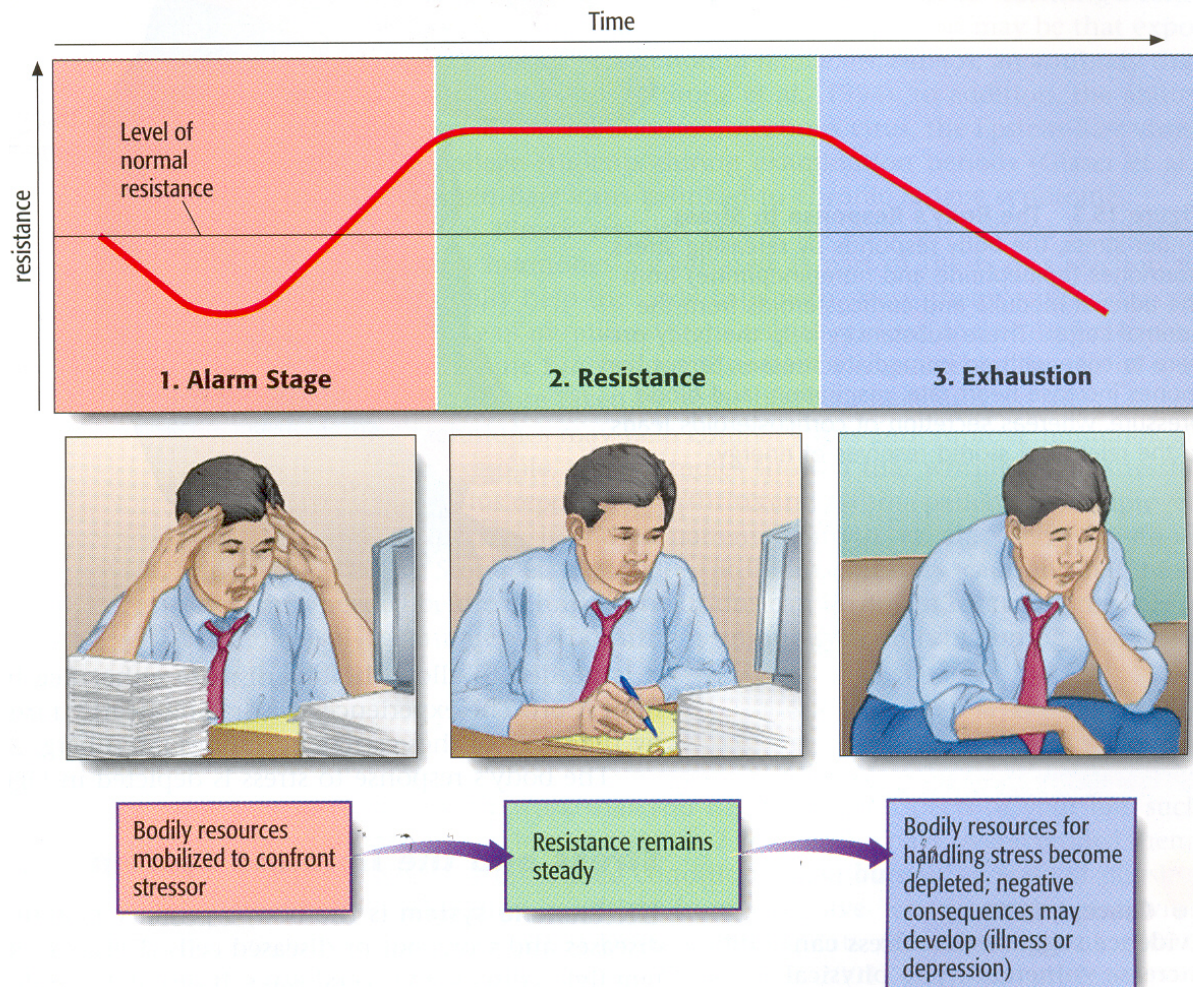 Time
Level of
normal
resistance
resistance
1. Alarm Stage
2. Resistance
3. Exhaustion
Bodily resources
mobilized to confront
stressor
Resistance remains
steady
Bodily resources for
handling stress become
depleted; negative
consequences may
develop (illness or
depression)